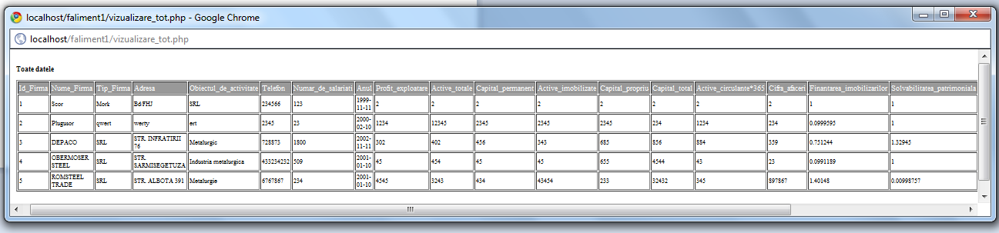 localhost/faliment1/vizualizare_tot.php - Google Chrome
localhost/faliment1/vizualizare_tot.php
Toate datele
Id_Firma Nume_Firma Tip_Firma Adresa Obiectul_de_activitate Telefon Numar_de_salariati Anul Profit_exploatare Active_totale Capital_permanent Active_imobilizate Capital_propriu Capital_total Active_circulante*365 Cifra_afaceri Finantarea_imobilizarilor Solvabilitatea_patrimoniala
1 Scor Mork Bd/FHJ SRL 234566 123 1999-11-11 2 2 2 2 2 2 2 2 1 1
2 Plugusor qwert werty ert 2345 23 2000-02-10 1234 12345 2345 2345 2345 234 1234 234 0.0999595 1
3 DEPACO SRL STR. INFRATIRII 76 Metalurgic 728873 1800 2002-11-11 302 402 456 343 685 856 884 359 0.751244 1.32945
4 OBERMOSER STEEL SRL STR. SARMISEGETUZA Industria metalurgica 433234232 509 2001-01-10 45 454 45 45 655 4544 43 23 0.0991189 1
5 ROMSTEEL TRADE SRL STR. ALBOTA 391 Metalurgie 6767867 234 2001-01-10 4545 3243 434 43454 233 32432 345 897867 1.40148 0.00998757